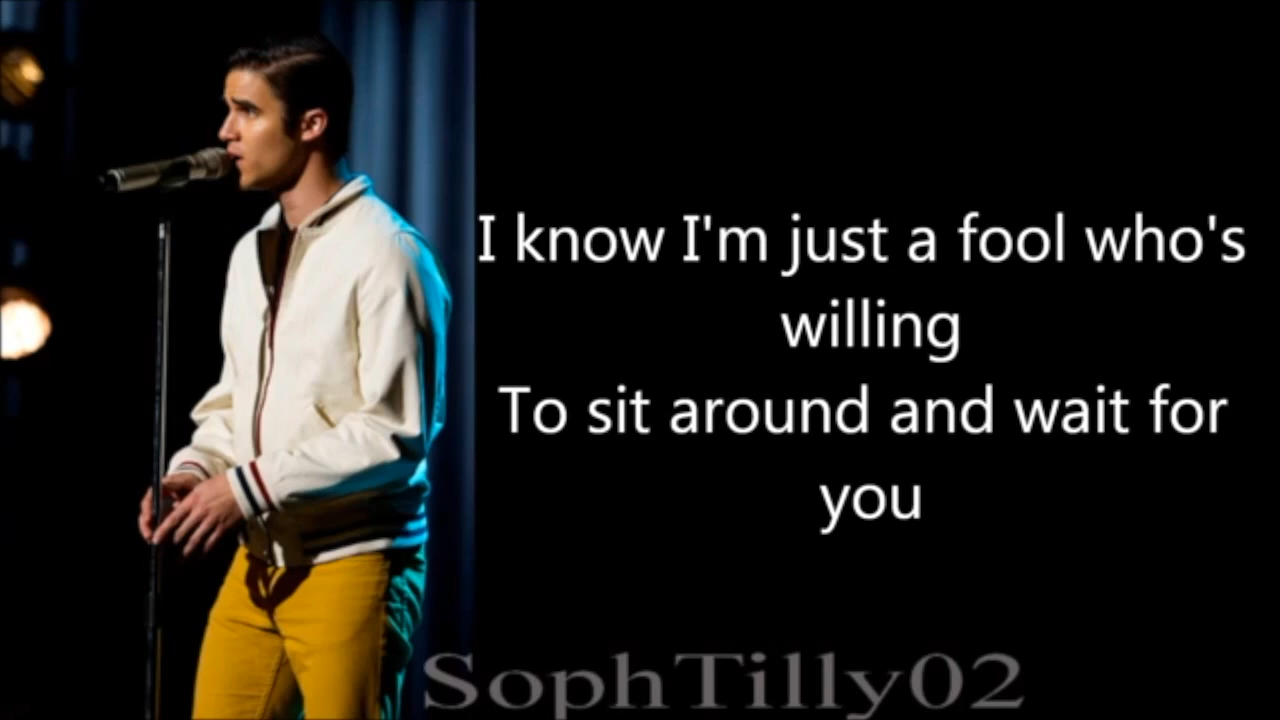 I know I'm just a fool who's
willing
To sit around and wait for
you
SophTilly02